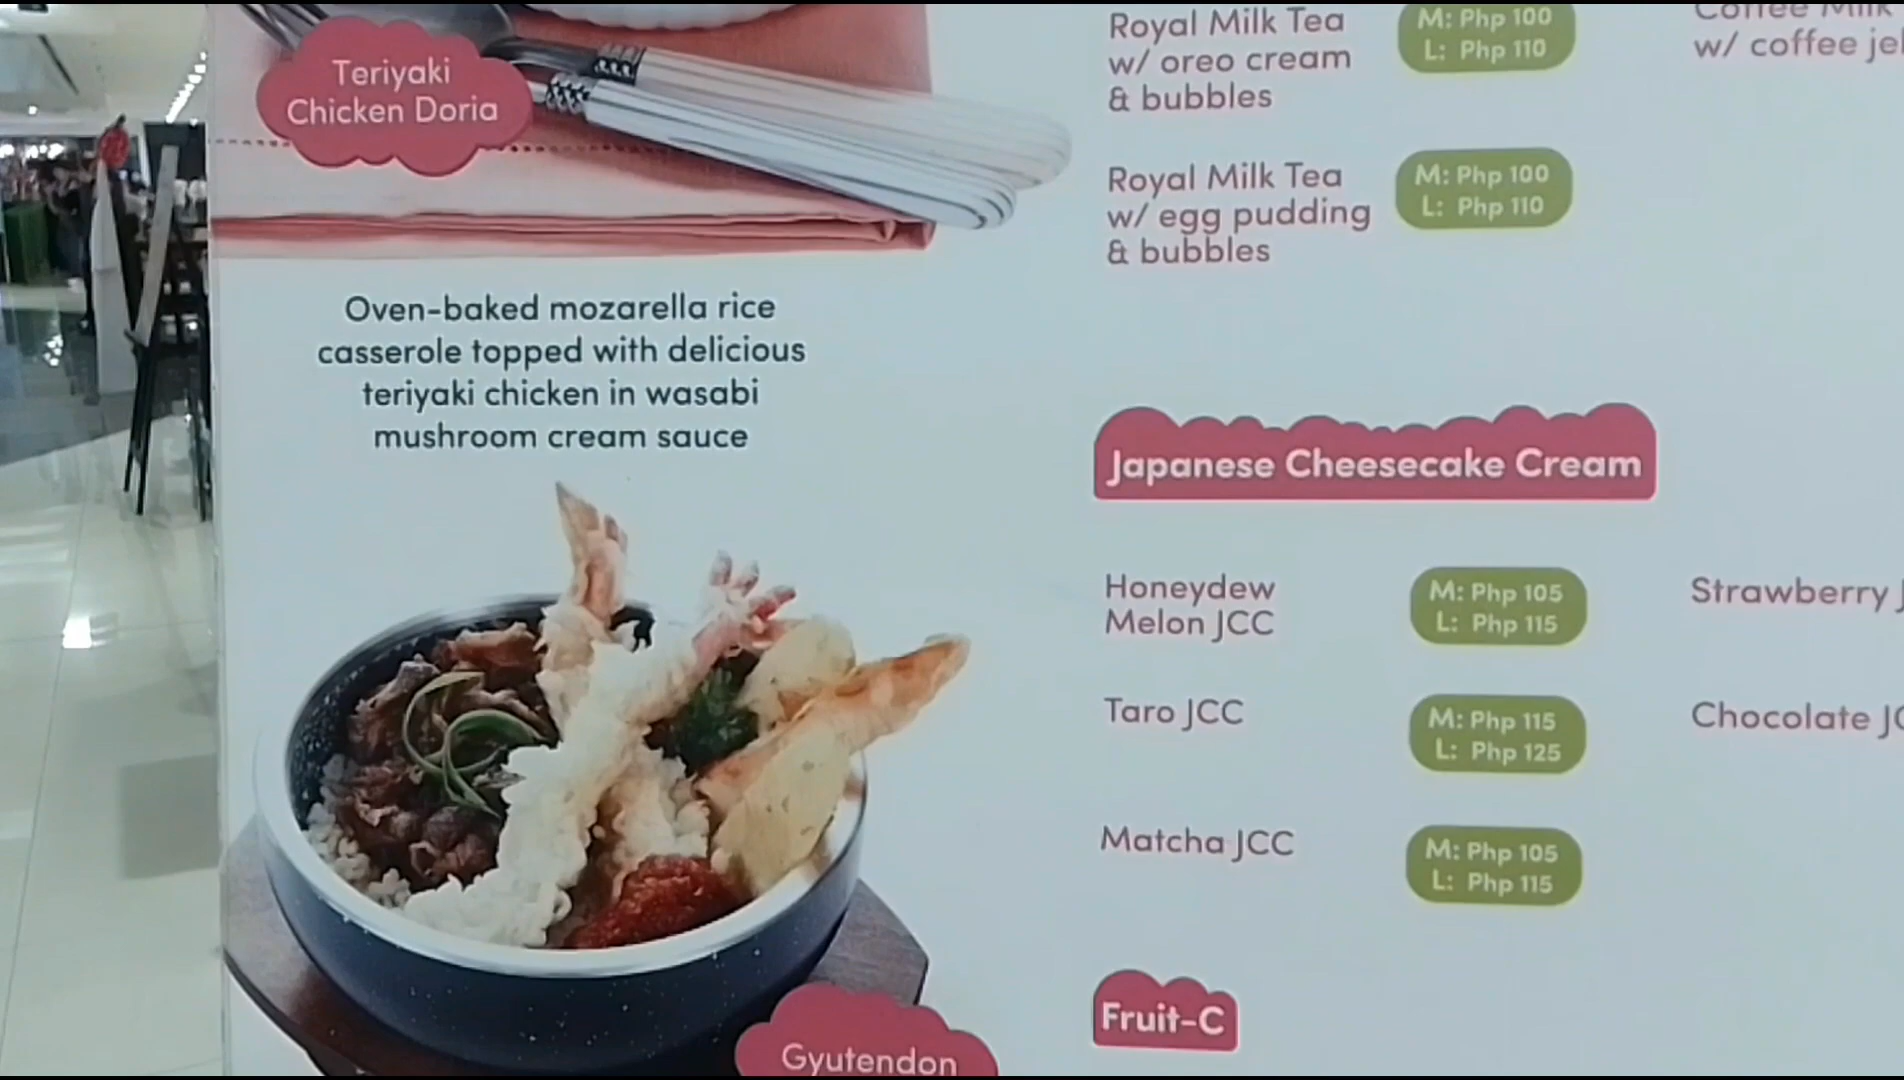 Teriyaki
Chicken Doria
Oven-baked mozarella rice
casserole topped with delicious
teriyaki chicken in wasabi
mushroom cream sauce
Gyutendon
Royal Milk Tea
w/ oreo cream
& bubbles
M: Php 100
L: Php 110
Royal Milk Tea
w/ egg pudding
& bubbles
M: Php 100
L: Php 110
Coffee Milk
w/ coffee
Japanese Cheesecake Cream
Honeydew
Melon JCC
M: Php 105
L: Php 115
Strawberry
Taro JCC
M: Php 115
L: Php 125
Chocolate
Matcha JCC
M: Php 105
L: Php 115
Fruit-C